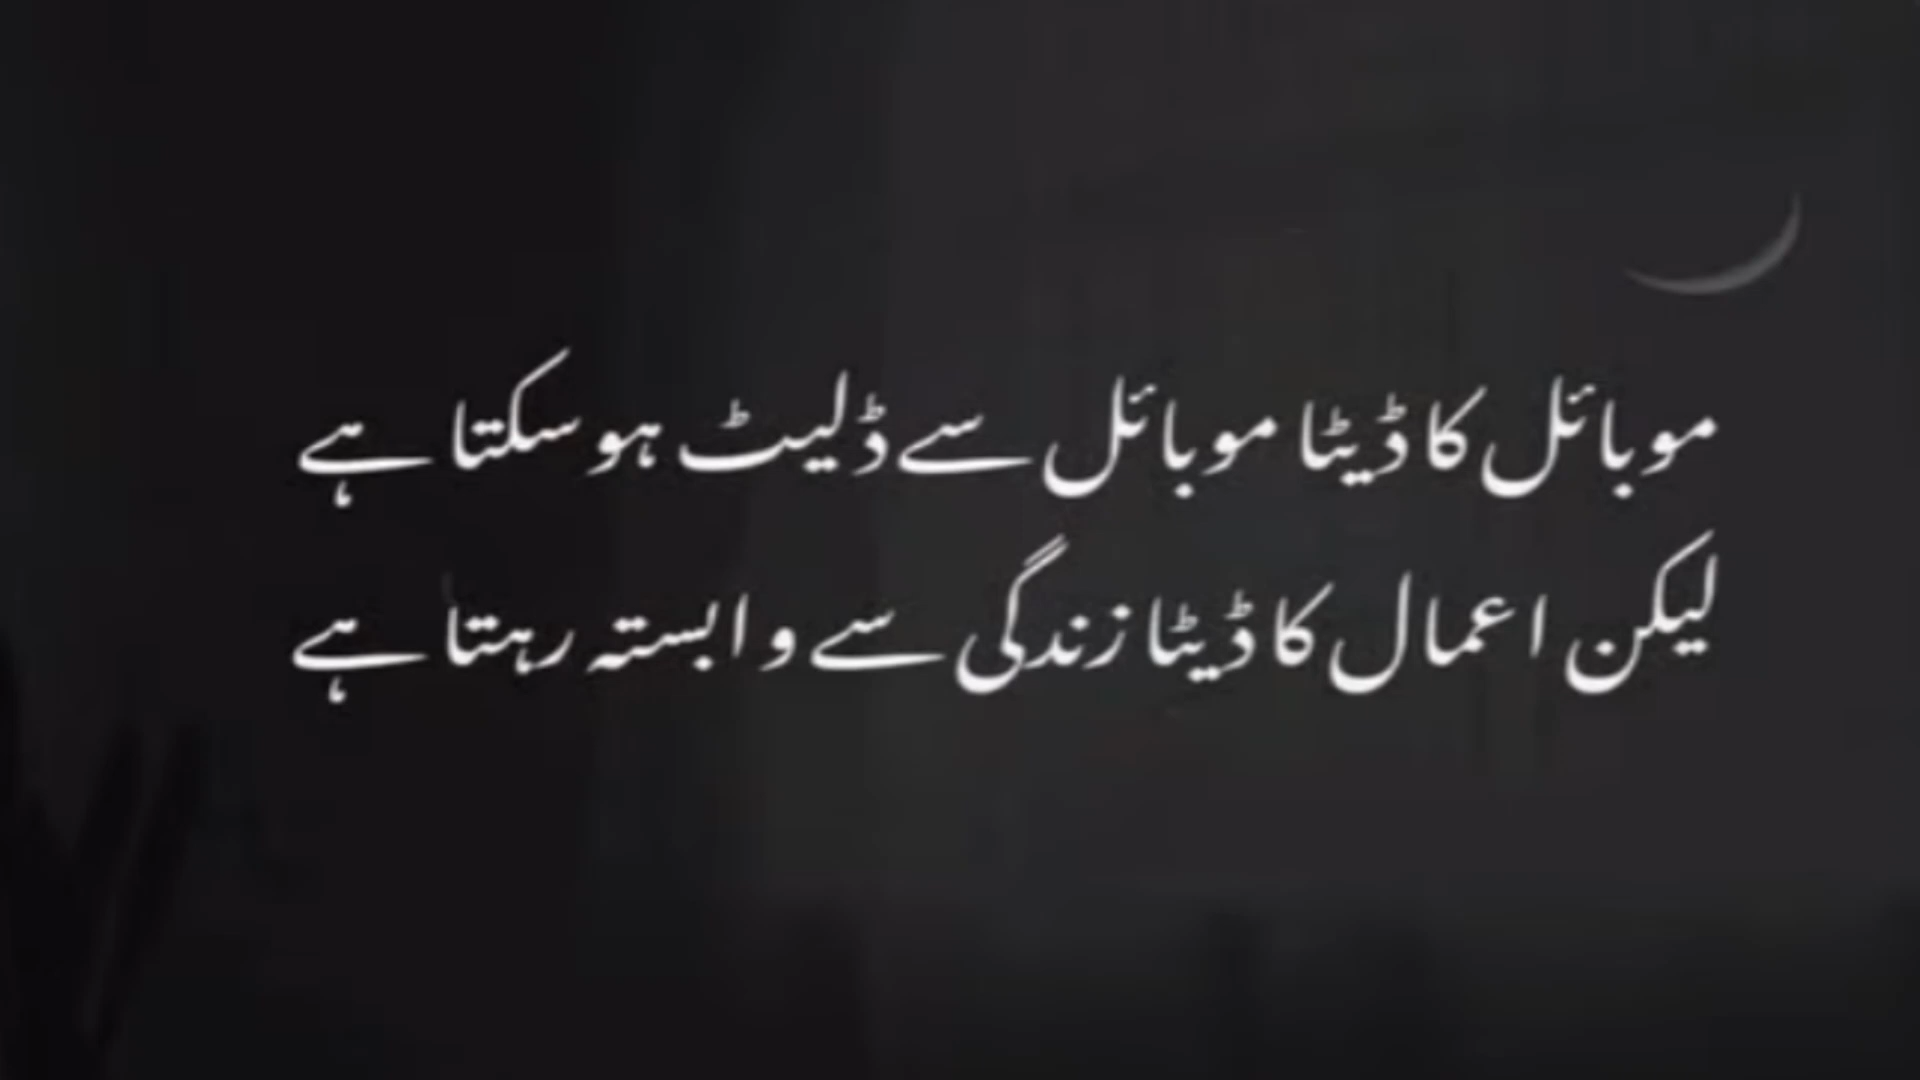 موبائل کا ڈیٹا موبائل سے ڈلیٹ ہو سکتا ہے
لیکن اعمال کا ڈیٹا زندگی سے وابستہ رہتا ہے